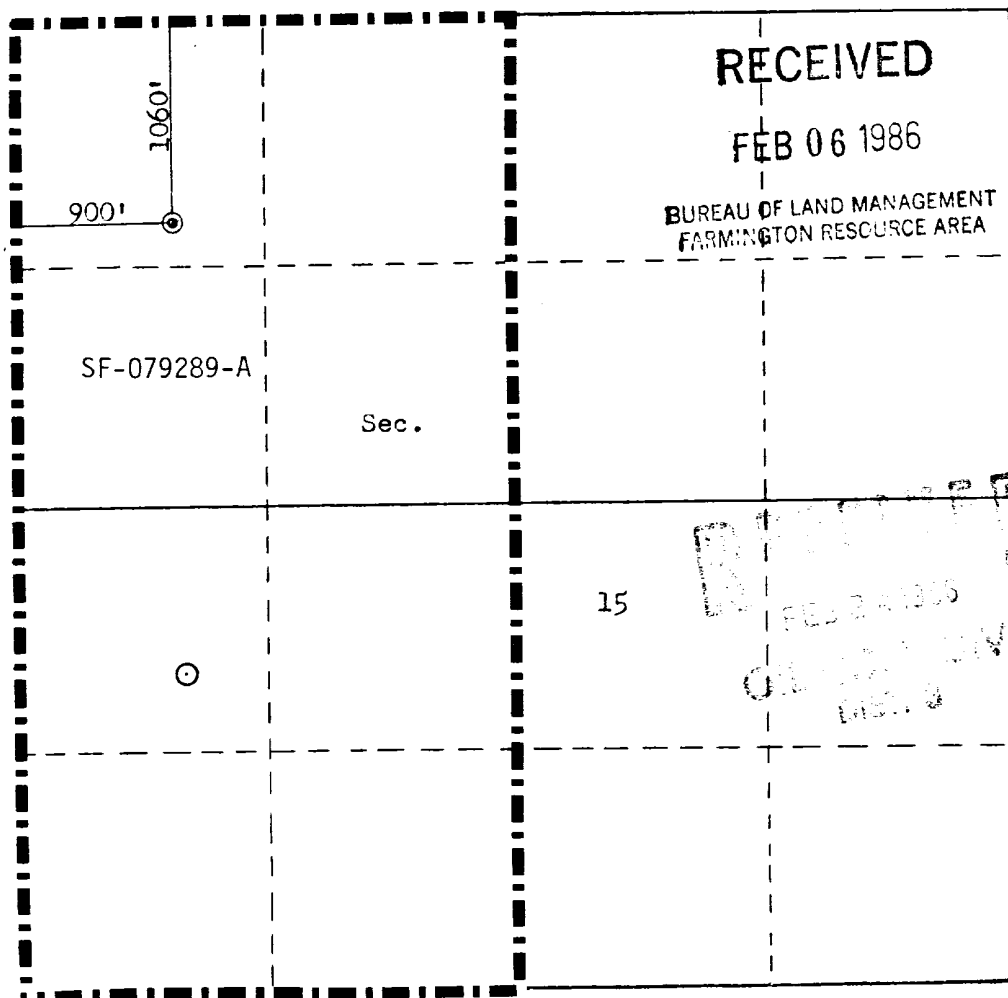 RECEIVED
FEB 06 1986
BUREAU OF LAND MANAGEMENT
FARMINGTON RESOURCE AREA
1060'
900'
SF-079289-A
Sec.
15